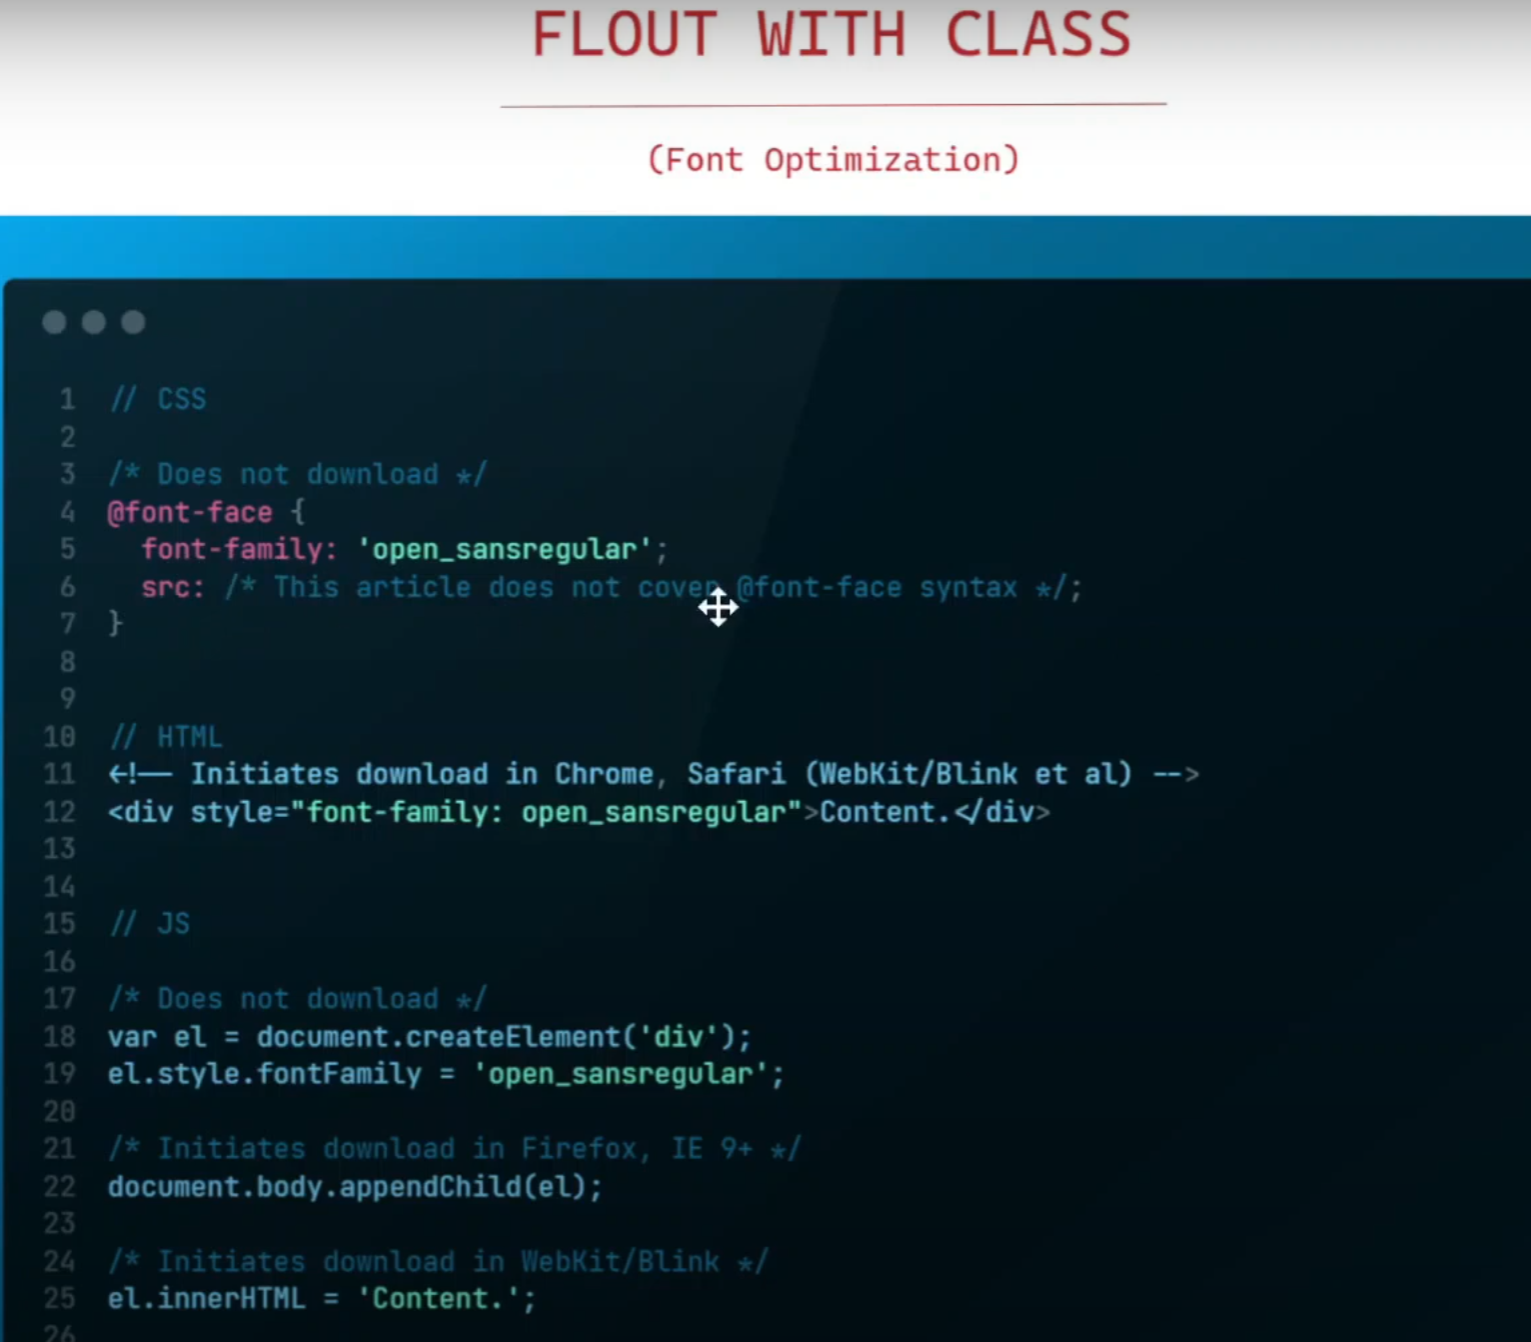 FLOUT WITH CLASS
(Font Optimization)
1 // CSS
2
3 /* Does not download */
4 @font-face {
5 font-family: 'open_sansregular';
6 src: /* This article does not cover @font-face syntax */;
7 }
8
9
10 // HTML
11 <!-- Initiates download in Chrome, Safari (WebKit/Blink et al) -->
12 <div style="font-family: open_sansregular">Content.</div>
13
14
15 // JS
16
17 /* Does not download */
18 var el = document.createElement('div');
19 el.style.fontFamily = 'open_sansregular';
20
21 /* Initiates download in Firefox, IE 9+ */
22 document.body.appendChild(el);
23
24 /* Initiates download in WebKit/Blink */
25 el.innerHTML = 'Content.';
26